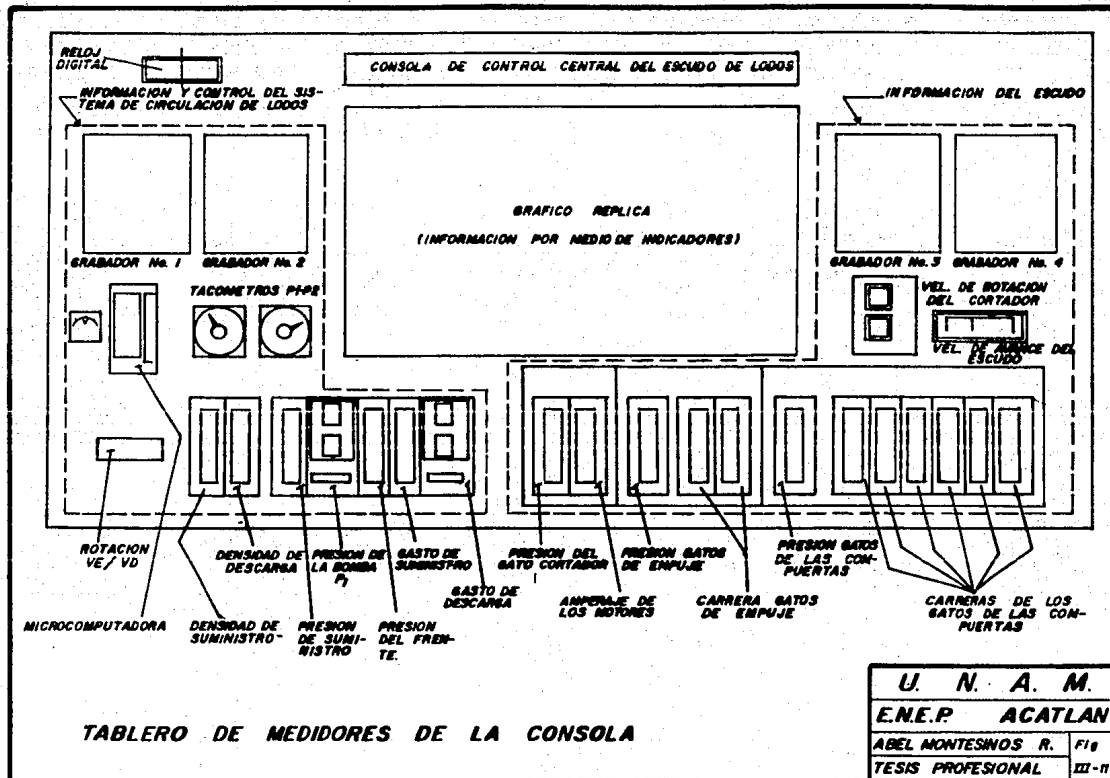 RELOJ
DIGITAL
CONSOLA DE CONTROL CENTRAL DEL ESCUDO DE LODOS
INFORMACION Y CONTROL DEL SIS-
TEMA DE CIRCULACION DE LODOS
INFORMACION DEL ESCUDO
GRAFICO REPLICA
(INFORMACION POR MEDIO DE INDICADORES)
GRABADOR No. 1
GRABADOR No. 2
GRABADOR No. 3
GRABADOR No. 4
TACOMETROS P1-P2
VEL. DE ROTACION
DEL CORTADOR
VEL. DE AVANCE DEL
ESCUDO
ROTACION
VE/ VD
DENSIDAD DE
DESCARGA
PRESION DE
LA BOMBA
P1
GASTO DE
SUMINISTRO
GASTO DE
DESCARGA
PRESION DEL
GATO CORTADOR
PRESION GATOS
DE EMPUJE
PRESION GATOS
DE LAS COM-
PUERTAS
MICROCOMPUTADORA
DENSIDAD DE
SUMINISTRO
PRESION
DE SUMI-
NISTRO
PRESION
DEL FREN-
TE.
AMPERAJE DE
LOS MOTORES
CARRERA GATOS
DE EMPUJE
CARRERAS DE LOS
GATOS DE LAS COM-
PUERTAS
TABLERO DE MEDIDORES DE LA CONSOLA
U. N. A. M.
E.N.E.P. ACATLAN
ABEL MONTESINOS R.
TESIS PROFESIONAL
Fig
III-11